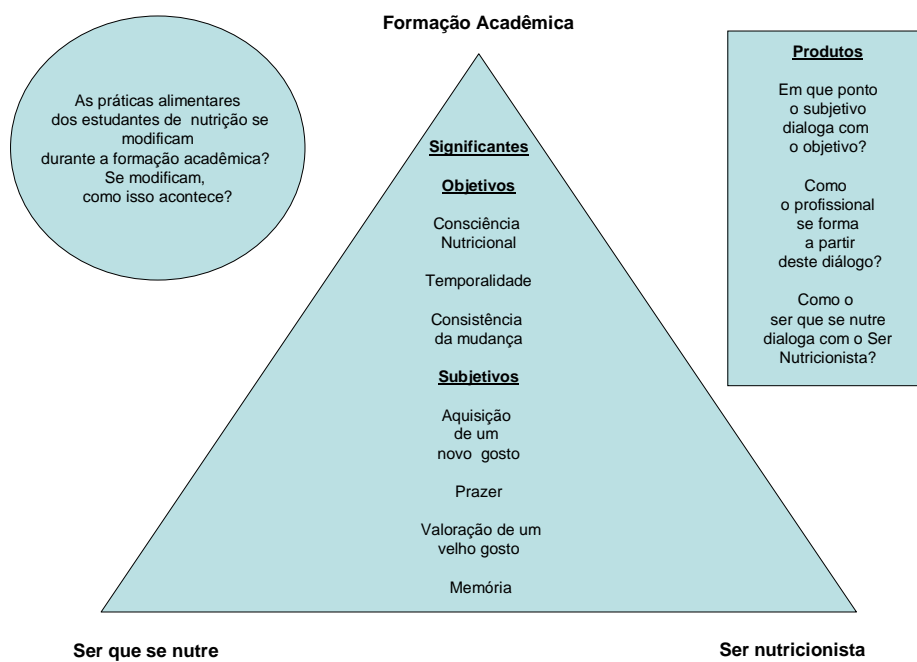 Formação Acadêmica
As práticas alimentares
dos estudantes de nutrição se
modificam
durante a formação acadêmica?
Se modificam,
como isso acontece?
Significantes
Objetivos
Consciência
Nutricional
Temporalidade
Consistência
da mudança
Subjetivos
Aquisição
de um
novo gosto
Prazer
Valoração de um
velho gosto
Memória
Produtos
Em que ponto
o subjetivo
dialoga com
o objetivo?
Como
o profissional
se forma
a partir
deste diálogo?
Como o
ser que se nutre
dialoga com o Ser
Nutricionista?
Ser que se nutre
Ser nutricionista